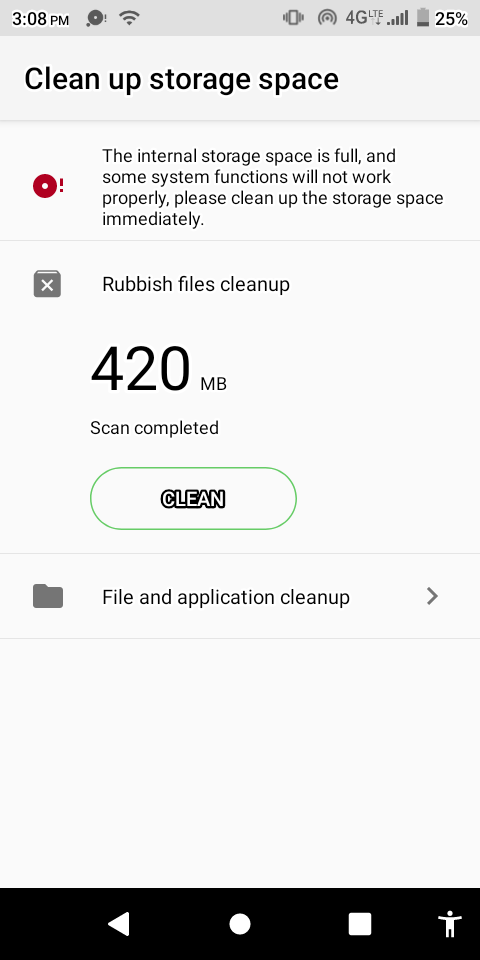 3:08 PM 4G LTE 25%
Clean up storage space
The internal storage space is full, and
some system functions will not work
properly, please clean up the storage space
immediately.
Rubbish files cleanup
420 MB
Scan completed
CLEAN
File and application cleanup